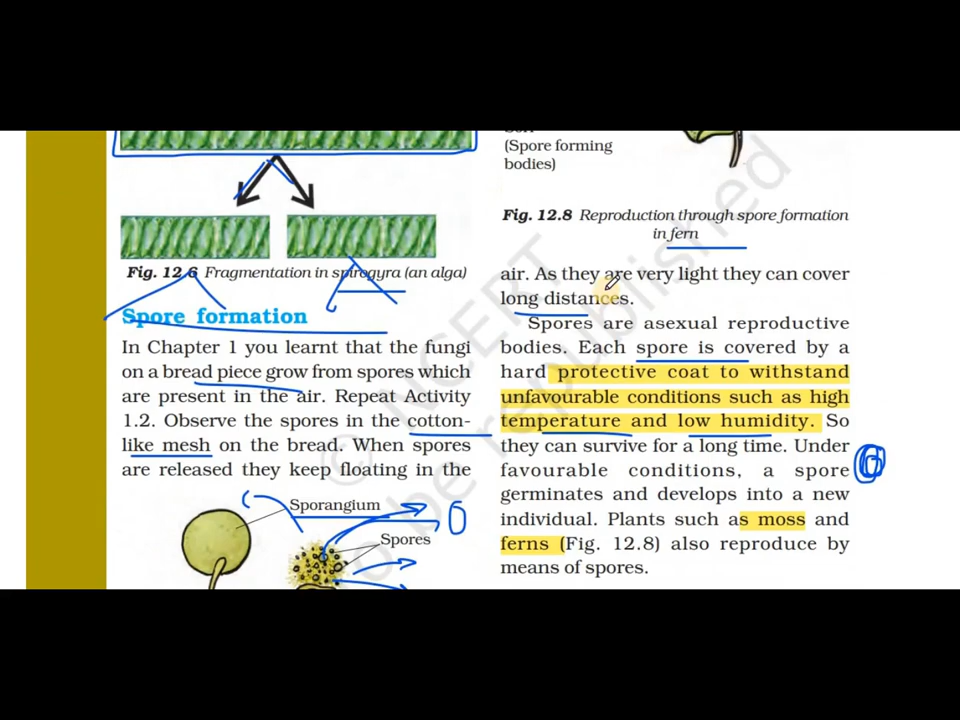 Fig. 12.6 Fragmentation in spirogyra (an alga)
Spore formation
In Chapter 1 you learnt that the fungi
on a bread piece grow from spores which
are present in the air. Repeat Activity
1.2. Observe the spores in the cotton-
like mesh on the bread. When spores
are released they keep floating in the
Sporangium
Spores
(Spore forming
bodies)
Fig. 12.8 Reproduction through spore formation
in fern
air. As they are very light they can cover
long distances.
Spores are asexual reproductive
bodies. Each spore is covered by a
hard protective coat to withstand
unfavourable conditions such as high
temperature and low humidity. So
they can survive for a long time. Under
favourable conditions, a spore
germinates and develops into a new
individual. Plants such as moss and
ferns (Fig. 12.8) also reproduce by
means of spores.
© NCERT
to be republished